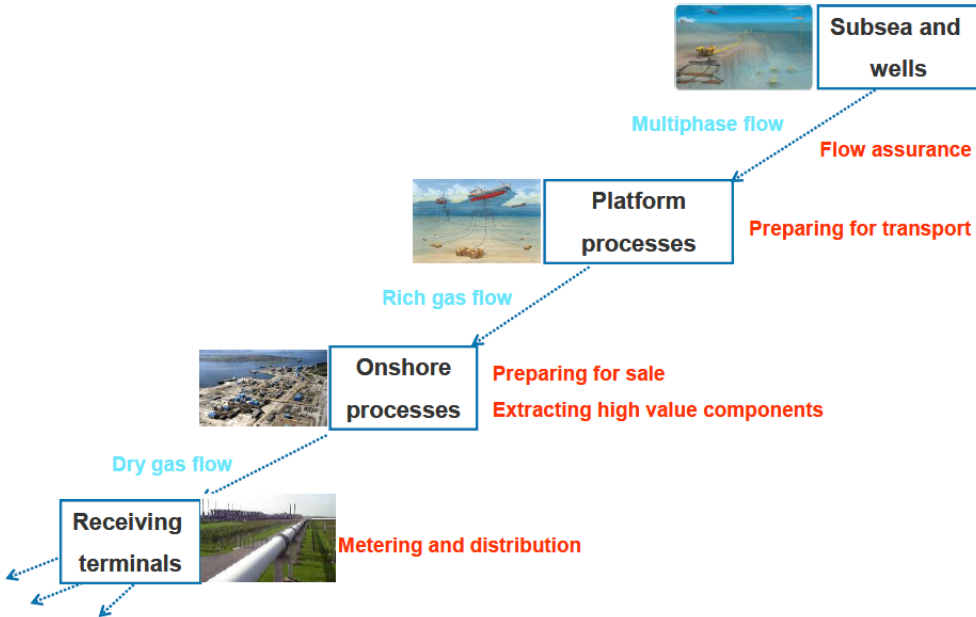 Subsea and
wells
Multiphase flow
Flow assurance
Platform
processes
Preparing for transport
Rich gas flow
Onshore
processes
Preparing for sale
Extracting high value components
Dry gas flow
Receiving
terminals
Metering and distribution